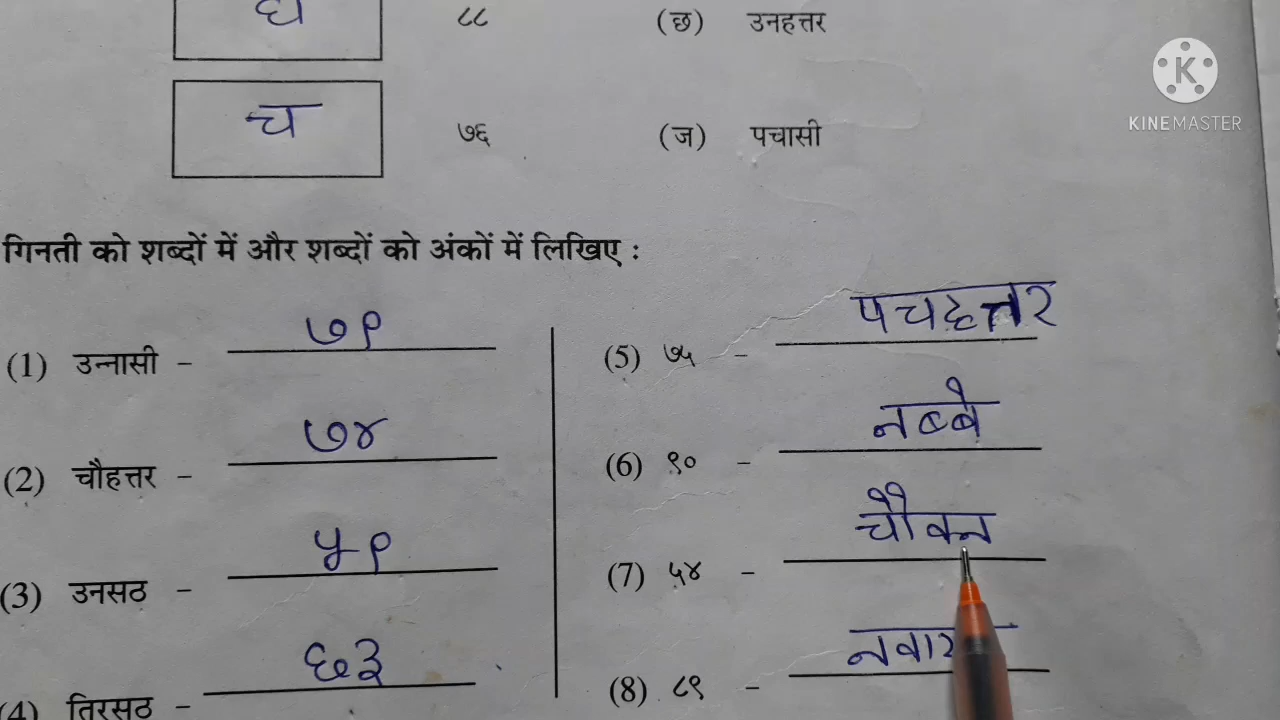 घ ८८ (छ) उनहत्तर
च ७६ (ज) पचासी
KINEMASTER
गिनती को शब्दों में और शब्दों को अंकों में लिखिए :
(1) उन्नासी - ७९
(2) चौहत्तर - ७४
(3) उनसठ - ५९
(4) तिरसठ - ६३
(5) ७५ - पचहत्तर
(6) ९० - नब्बे
(7) ५४ - चौवन
(8) ८९ -